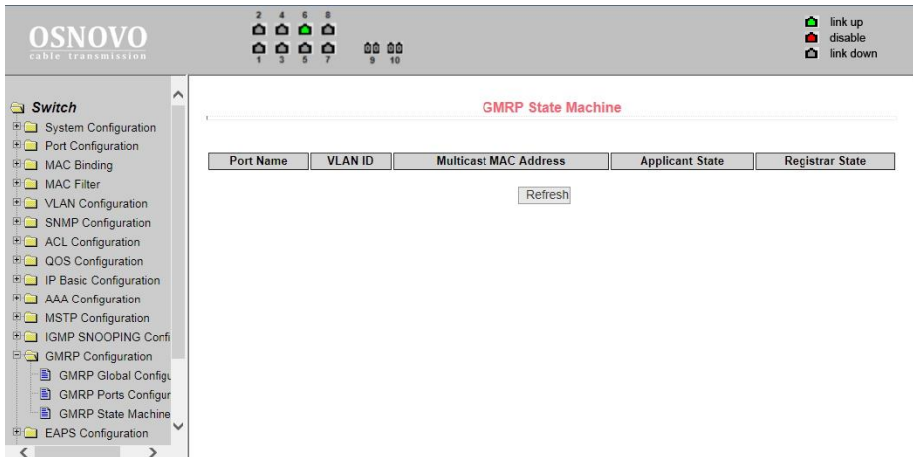 OSNOVO
cable transmission
2 4 6 8
1 3 5 7 9 10
link up
disable
link down
Switch
System Configuration
Port Configuration
MAC Binding
MAC Filter
VLAN Configuration
SNMP Configuration
ACL Configuration
QOS Configuration
IP Basic Configuration
AAA Configuration
MSTP Configuration
IGMP SNOOPING Confi
GMRP Configuration
GMRP Global Configu
GMRP Ports Configur
GMRP State Machine
EAPS Configuration
GMRP State Machine
Port Name VLAN ID Multicast MAC Address Applicant State Registrar State
Refresh